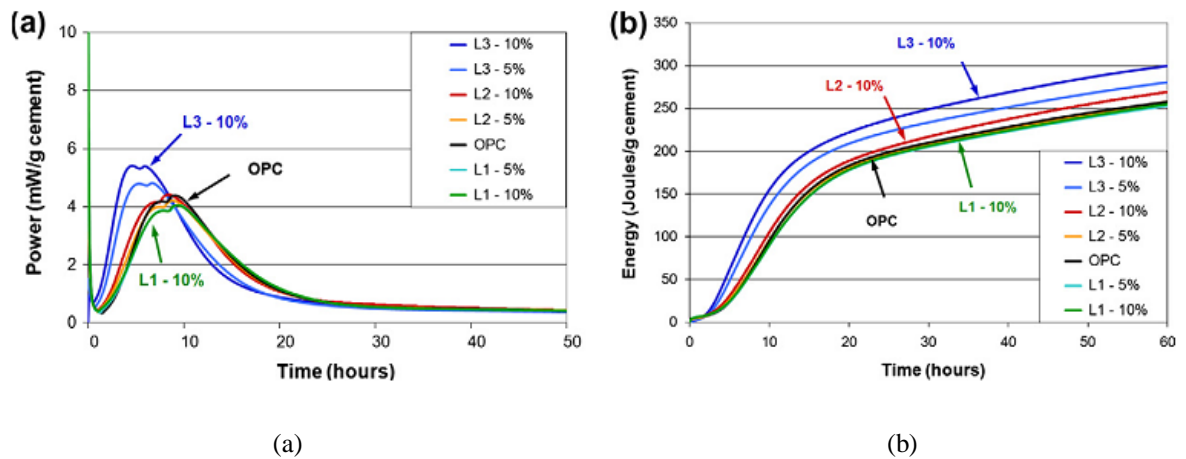 (a)
Power (mW/g cement)
10
8
6
4
2
0
0 10 20 30 40 50
Time (hours)
L3 - 10%
OPC
L1 - 10%
L3 - 10%
L3 - 5%
L2 - 10%
L2 - 5%
OPC
L1 - 5%
L1 - 10%
(b)
Energy (Joules/g cement)
350
300
250
200
150
100
50
0
0 10 20 30 40 50 60
Time (hours)
L3 - 10%
L2 - 10%
OPC
L1 - 10%
L3 - 10%
L3 - 5%
L2 - 10%
L2 - 5%
OPC
L1 - 5%
L1 - 10%
(a)
(b)